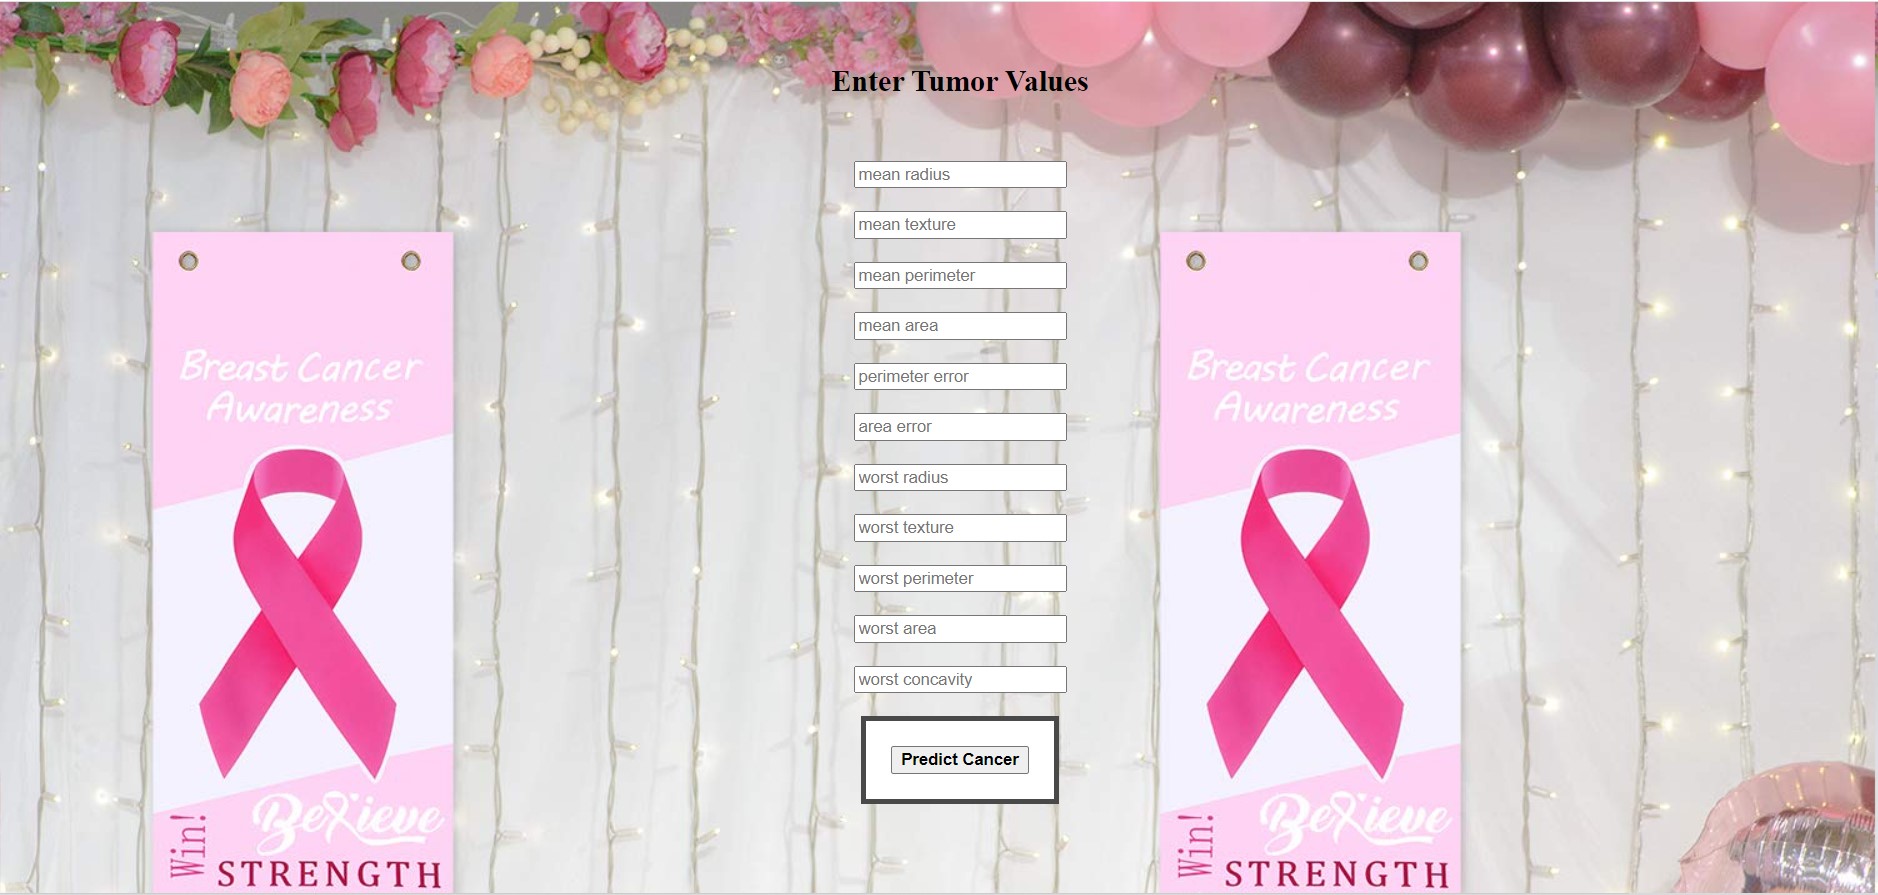 Enter Tumor Values
mean radius
mean texture
mean perimeter
mean area
perimeter error
area error
worst radius
worst texture
worst perimeter
worst area
worst concavity
Predict Cancer
Breast Cancer
Awareness
Believe
Win!
STRENGTH
Breast Cancer
Awareness
Believe
Win!
STRENGTH